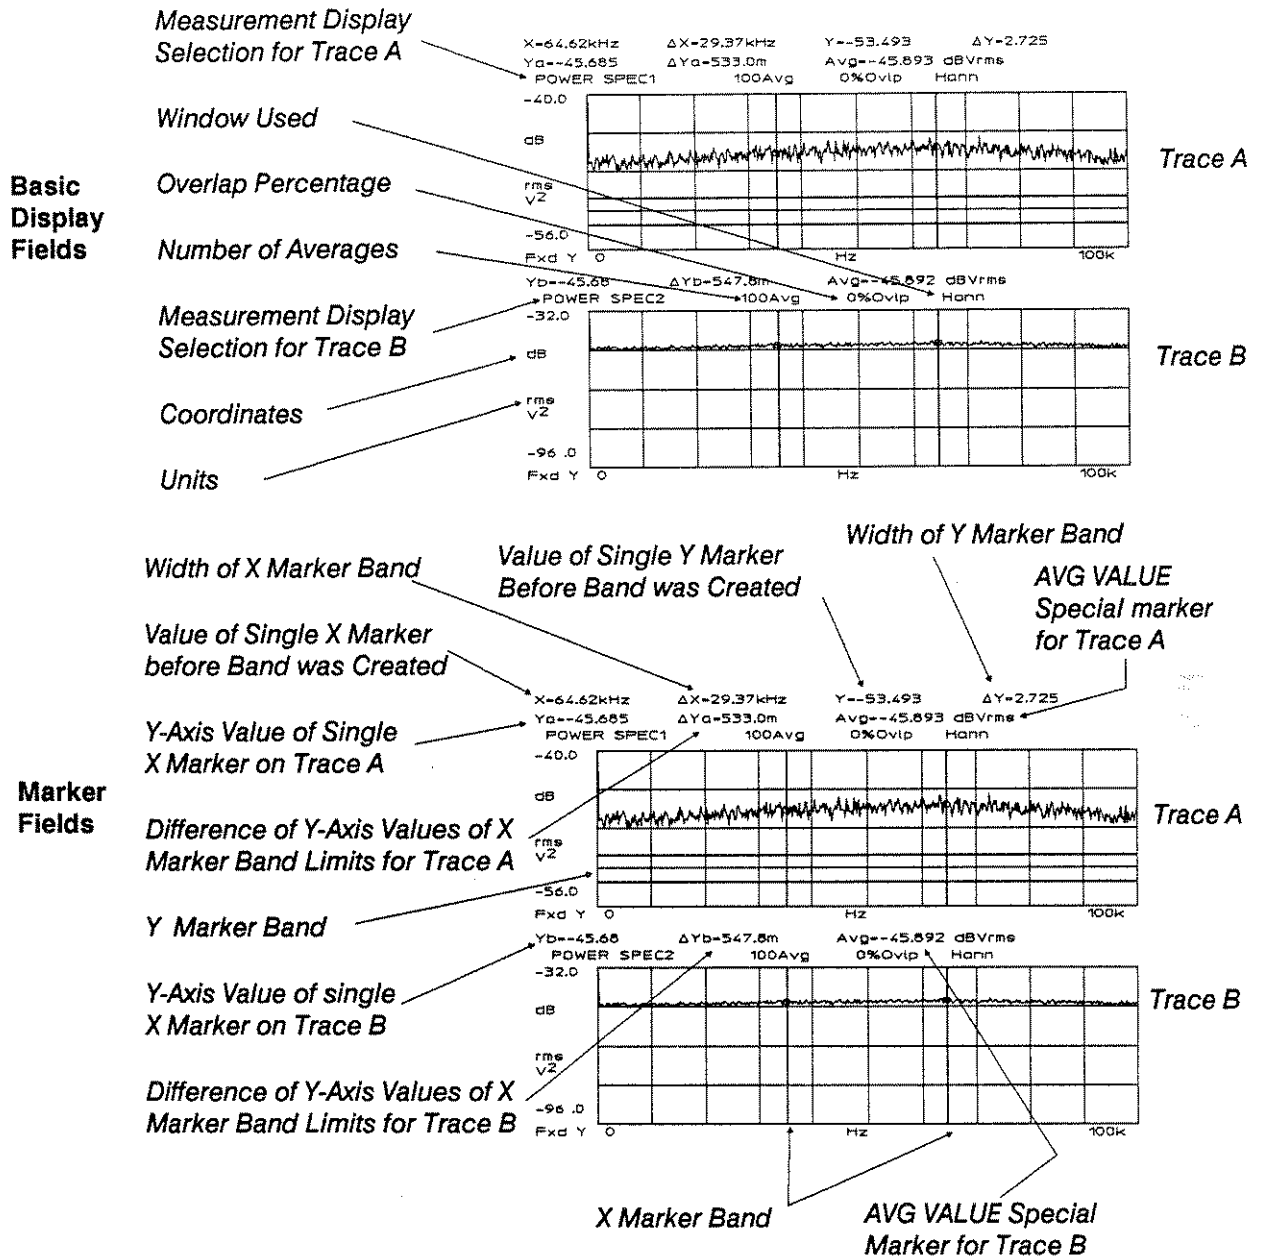 Measurement Display
Selection for Trace A
Window Used
Overlap Percentage
Number of Averages
Measurement Display
Selection for Trace B
Coordinates
Units
Basic
Display
Fields
X=64.62kHz ΔX=29.37kHz Y=-53.493 ΔY=2.725
Ya=-45.685 ΔYa=533.0m Avg=-45.893 dBVrms
POWER SPEC1 100Avg 0%Ovlp Hann
-40.0
dB
rms
V2
-56.0
Fxd Y 0 Hz 100k
Trace A
Yb=-45.68 ΔYb=547.8m Avg=-45.892 dBVrms
POWER SPEC2 100Avg 0%Ovlp Hann
-32.0
dB
rms
V2
-96.0
Fxd Y 0 Hz 100k
Trace B
Width of X Marker Band
Value of Single Y Marker
Before Band was Created
Width of Y Marker Band
AVG VALUE
Special marker
for Trace A
Value of Single X Marker
before Band was Created
Y-Axis Value of Single
X Marker on Trace A
Marker
Fields
Difference of Y-Axis Values of X
Marker Band Limits for Trace A
Y Marker Band
Y-Axis Value of single
X Marker on Trace B
Difference of Y-Axis Values of X
Marker Band Limits for Trace B
X=64.62kHz ΔX=29.37kHz Y=-53.493 ΔY=2.725
Ya=-45.685 ΔYa=533.0m Avg=-45.893 dBVrms
POWER SPEC1 100Avg 0%Ovlp Hann
-40.0
dB
rms
V2
-56.0
Fxd Y 0 Hz 100k
Trace A
Yb=-45.68 ΔYb=547.8m Avg=-45.892 dBVrms
POWER SPEC2 100Avg 0%Ovlp Hann
-32.0
dB
rms
V2
-96.0
Fxd Y 0 Hz 100k
Trace B
X Marker Band
AVG VALUE Special
Marker for Trace B